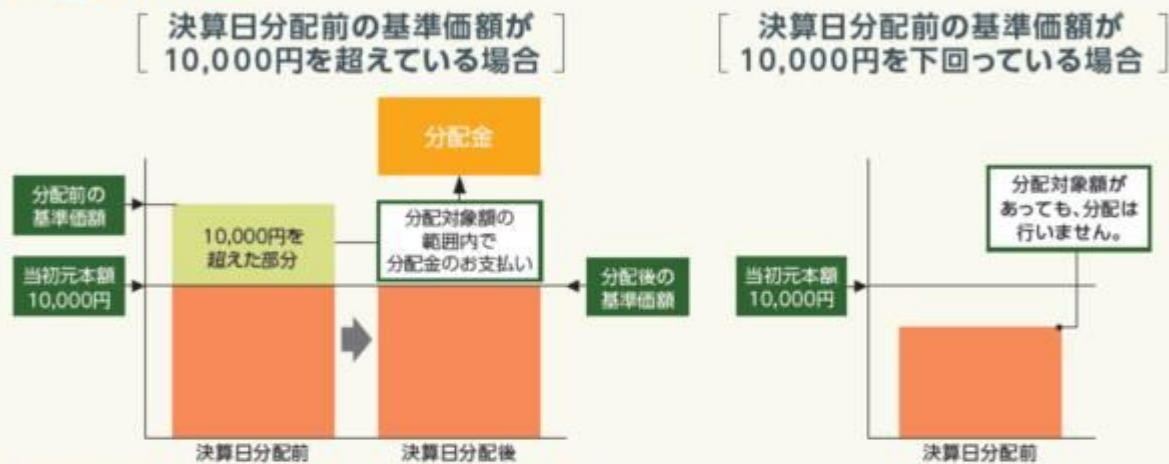 決算日分配前の基準価額が
10,000円を超えている場合
決算日分配前の基準価額が
10,000円を下回っている場合
分配金
分配前の
基準価額
10,000円を
超えた部分
分配対象額の
範囲内で
分配金のお支払い
当初元本額
10,000円
分配後の
基準価額
決算日分配前
決算日分配後
分配対象額が
あっても、分配は
行いません。
当初元本額
10,000円
決算日分配前